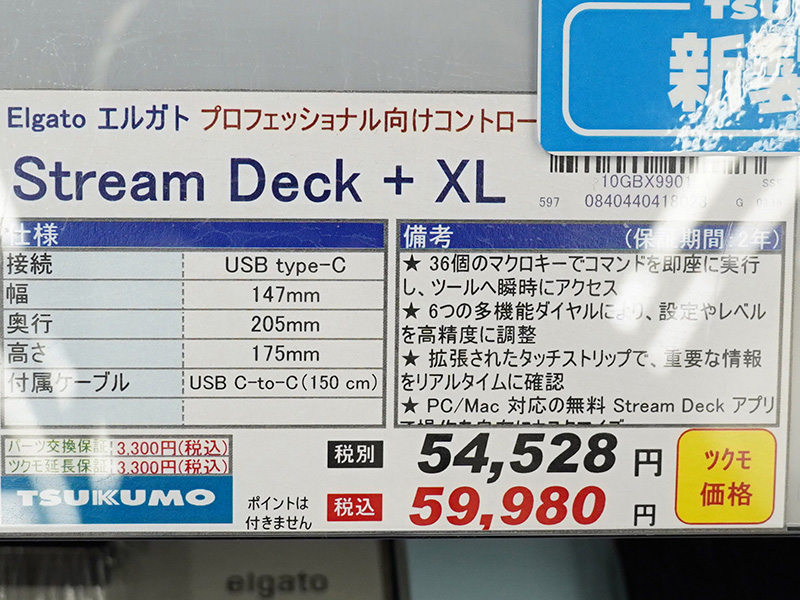 TSU
新製
Elgato エルガト プロフェッショナル向けコントロー
Stream Deck + XL
10GBX9901
597
仕様
接続 USB type-C
幅 147mm
奥行 205mm
高さ 175mm
付属ケーブル USB C-to-C(150 cm)
備考 (保証期間:2年)
★ 36個のマクロキーでコマンドを即座に実行
し、ツールへ瞬時にアクセス
★ 6つの多機能ダイヤルにより、設定やレベル
を高精度に調整
★ 拡張されたタッチストリップで、重要な情報
をリアルタイムに確認
★ PC/Mac 対応の無料 Stream Deck アプリ
パーツ交換保証 3,300円(税込)
ツクモ延長保証 3,300円(税込)
TSUKUMO
ポイントは
付きません
税別 54,528 円
税込 59,980 円
ツクモ
価格
elgato